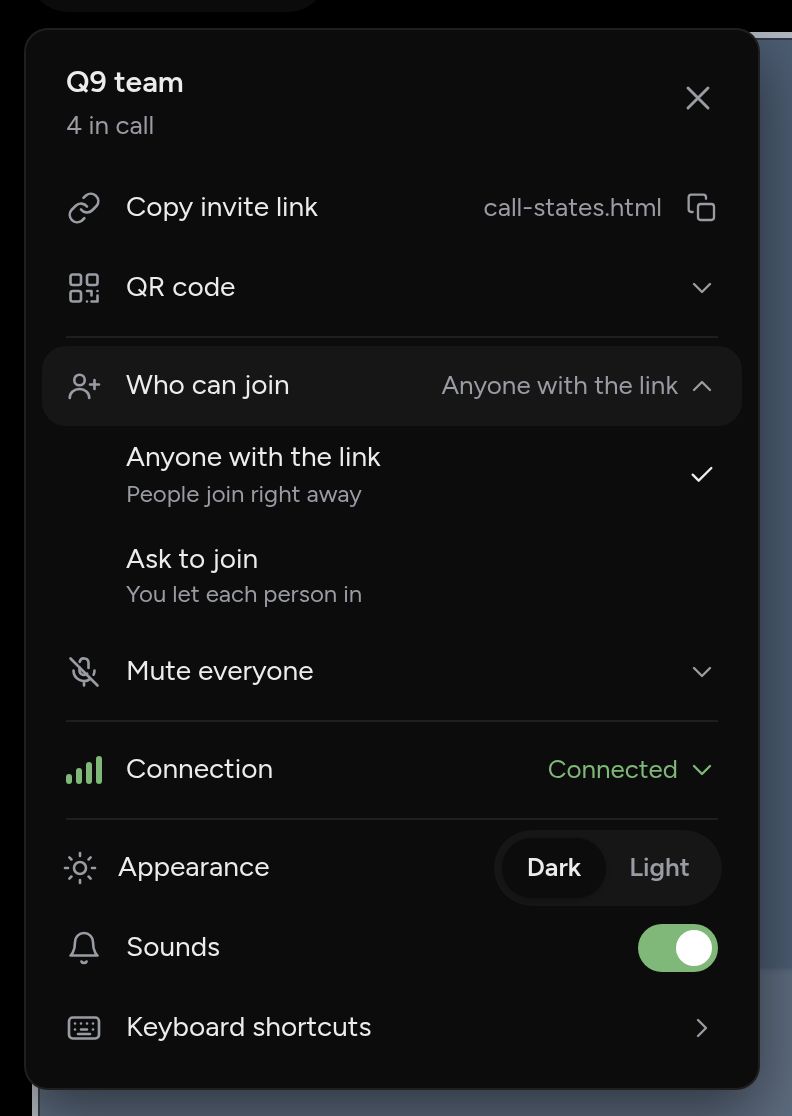 Q9 team
4 in call
Copy invite link call-states.html
QR code
Who can join Anyone with the link
Anyone with the link
People join right away
Ask to join
You let each person in
Mute everyone
Connection Connected
Appearance Dark Light
Sounds
Keyboard shortcuts